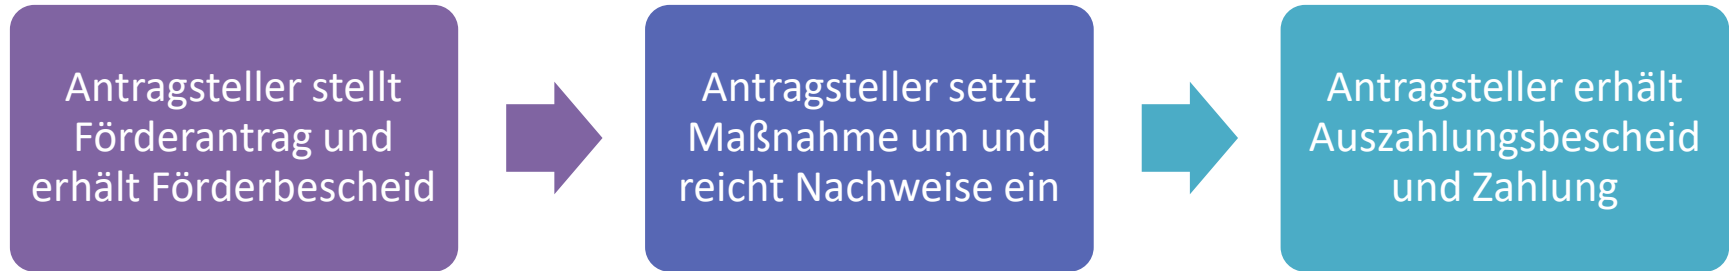 Antragsteller stellt
Förderantrag und
erhält Förderbescheid
Antragsteller setzt
Maßnahme um und
reicht Nachweise ein
Antragsteller erhält
Auszahlungsbescheid
und Zahlung